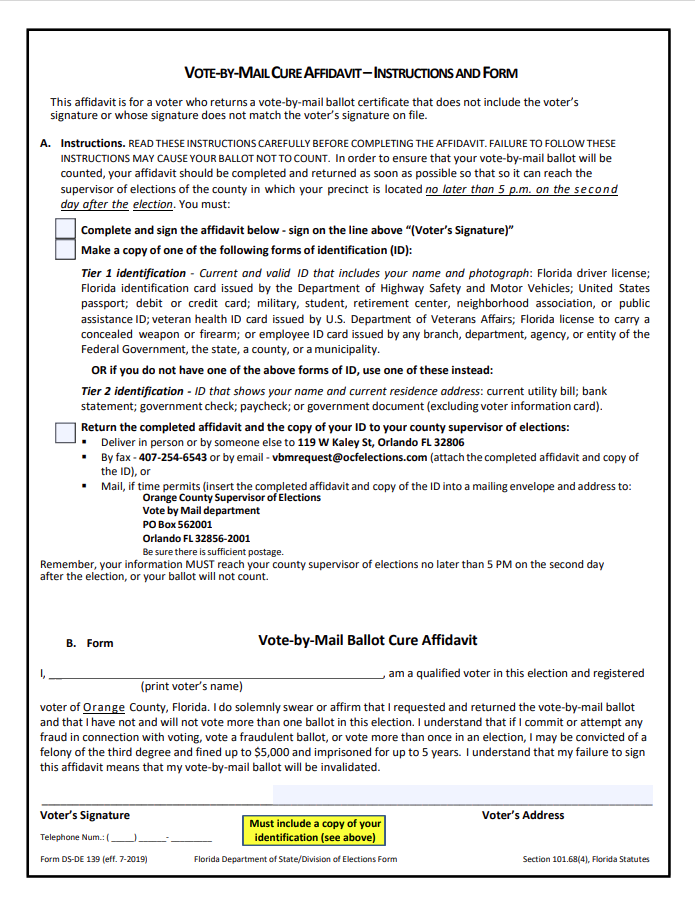 VOTE-BY-MAIL CURE AFFIDAVIT – INSTRUCTIONS AND FORM
This affidavit is for a voter who returns a vote-by-mail ballot certificate that does not include the voter's
signature or whose signature does not match the voter's signature on file.
A. Instructions. READ THESE INSTRUCTIONS CAREFULLY BEFORE COMPLETING THE AFFIDAVIT. FAILURE TO FOLLOW THESE
INSTRUCTIONS MAY CAUSE YOUR BALLOT NOT TO COUNT. In order to ensure that your vote-by-mail ballot will be
counted, your affidavit should be completed and returned as soon as possible so that so it can reach the
supervisor of elections of the county in which your precinct is located no later than 5 p.m. on the second
day after the election. You must:
Complete and sign the affidavit below - sign on the line above "(Voter's Signature)"
Make a copy of one of the following forms of identification (ID):
Tier 1 identification - Current and valid ID that includes your name and photograph: Florida driver license;
Florida identification card issued by the Department of Highway Safety and Motor Vehicles; United States
passport; debit or credit card; military, student, retirement center, neighborhood association, or public
assistance ID; veteran health ID card issued by U.S. Department of Veterans Affairs; Florida license to carry a
concealed weapon or firearm; or employee ID card issued by any branch, department, agency, or entity of the
Federal Government, the state, a county, or a municipality.
OR if you do not have one of the above forms of ID, use one of these instead:
Tier 2 identification - ID that shows your name and current residence address: current utility bill; bank
statement; government check; paycheck; or government document (excluding voter information card).
Return the completed affidavit and the copy of your ID to your county supervisor of elections:
▪ Deliver in person or by someone else to 119 W Kaley St, Orlando FL 32806
▪ By fax - 407-254-6543 or by email - vbmrequest@ocfelections.com (attach the completed affidavit and copy of
the ID), or
▪ Mail, if time permits (insert the completed affidavit and copy of the ID into a mailing envelope and address to:
Orange County Supervisor of Elections
Vote by Mail department
PO Box 562001
Orlando FL 32856-2001
Be sure there is sufficient postage.
Remember, your information MUST reach your county supervisor of elections no later than 5 PM on the second day
after the election, or your ballot will not count.
B. Form Vote-by-Mail Ballot Cure Affidavit
I, ______________________________, am a qualified voter in this election and registered
(print voter's name)
voter of Orange County, Florida. I do solemnly swear or affirm that I requested and returned the vote-by-mail ballot
and that I have not and will not vote more than one ballot in this election. I understand that if I commit or attempt any
fraud in connection with voting, vote a fraudulent ballot, or vote more than once in an election, I may be convicted of a
felony of the third degree and fined up to $5,000 and imprisoned for up to 5 years. I understand that my failure to sign
this affidavit means that my vote-by-mail ballot will be invalidated.
Voter's Signature Voter's Address
Must include a copy of your
identification (see above)
Telephone Num.: ( _____) ______-_________
Form DS-DE 139 (eff. 7-2019) Florida Department of State/Division of Elections Form Section 101.68(4), Florida Statutes